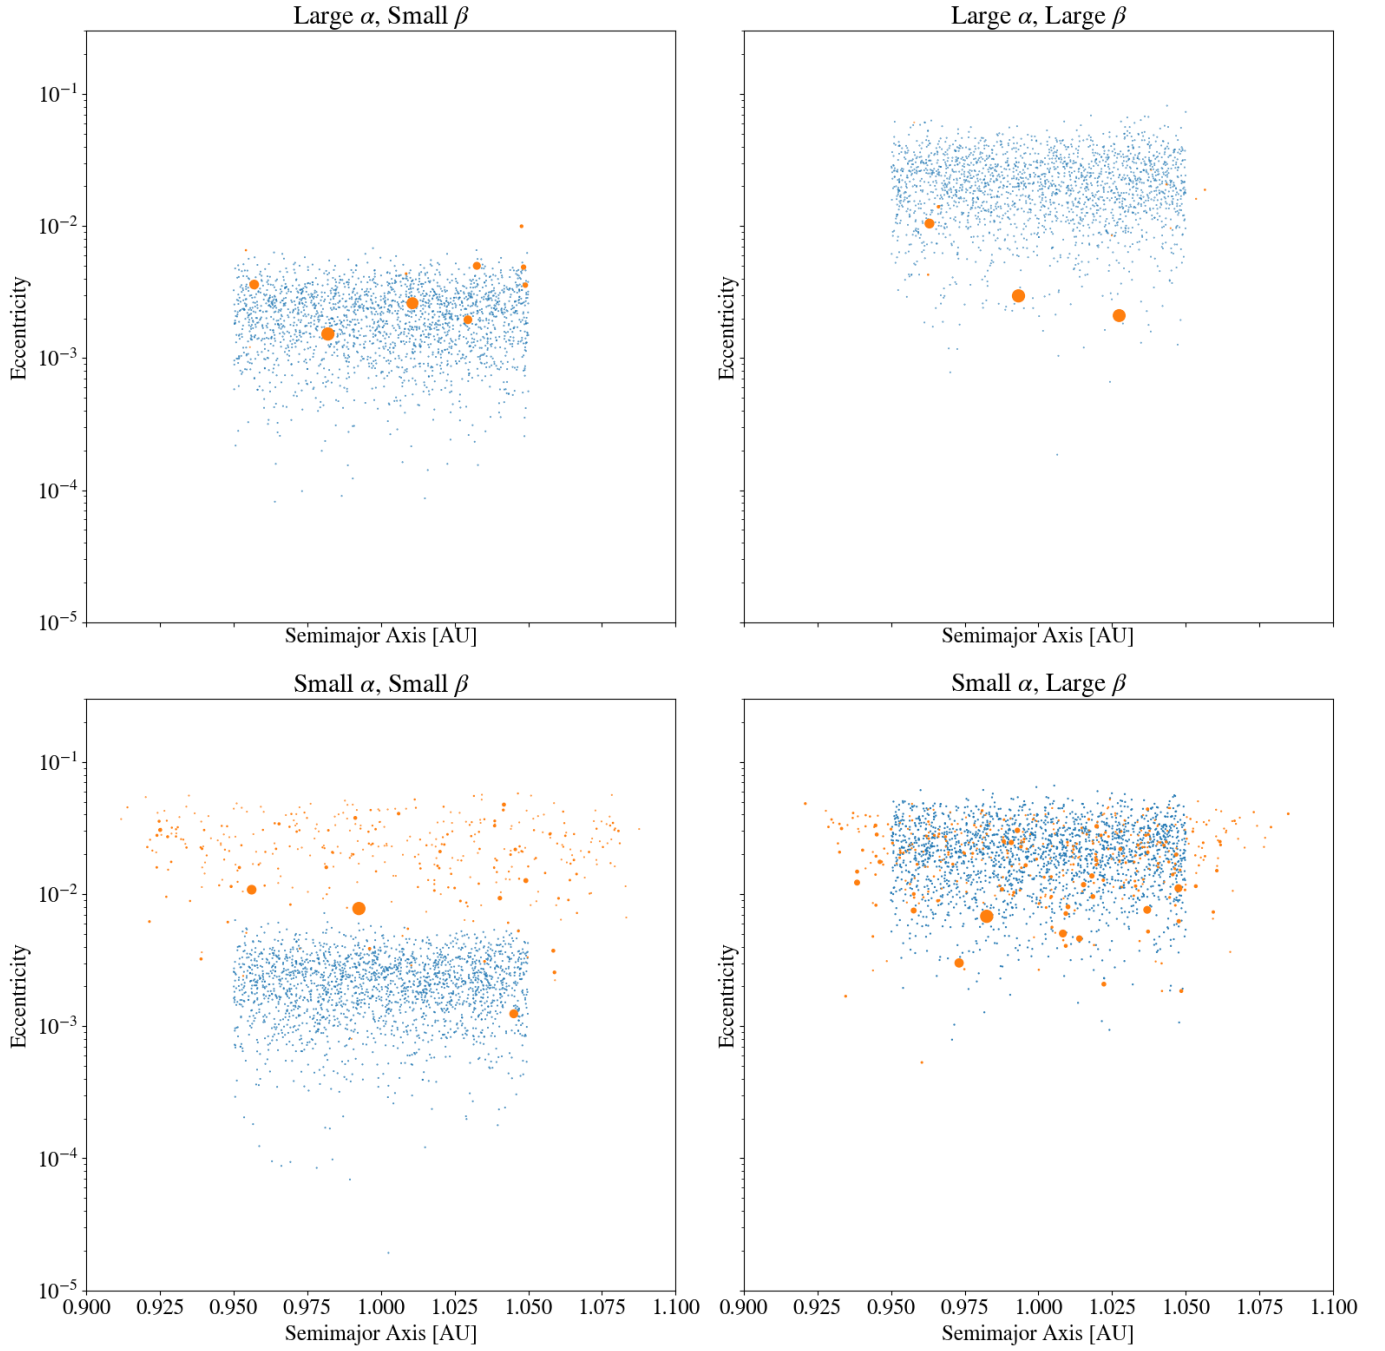 Large α, Small β
Large α, Large β
10⁻¹
10⁻²
10⁻³
10⁻⁴
10⁻⁵
Eccentricity
Eccentricity
Semimajor Axis [AU]
Semimajor Axis [AU]
Small α, Small β
Small α, Large β
10⁻¹
10⁻²
10⁻³
10⁻⁴
10⁻⁵
Eccentricity
Eccentricity
0.900 0.925 0.950 0.975 1.000 1.025 1.050 1.075 1.100
0.900 0.925 0.950 0.975 1.000 1.025 1.050 1.075 1.100
Semimajor Axis [AU]
Semimajor Axis [AU]